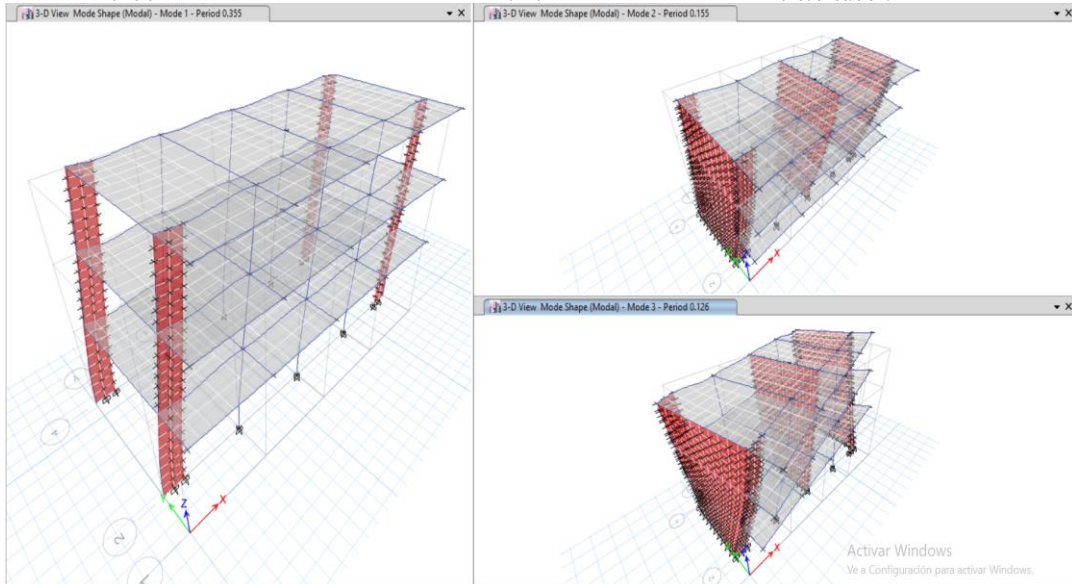 3-D View Mode Shape (Modal) - Mode 1 - Period 0.355
3-D View Mode Shape (Modal) - Mode 2 - Period 0.155
3-D View Mode Shape (Modal) - Mode 3 - Period 0.126
Z
X
X
X
Activar Windows
Ve a Configuración para activar Windows.